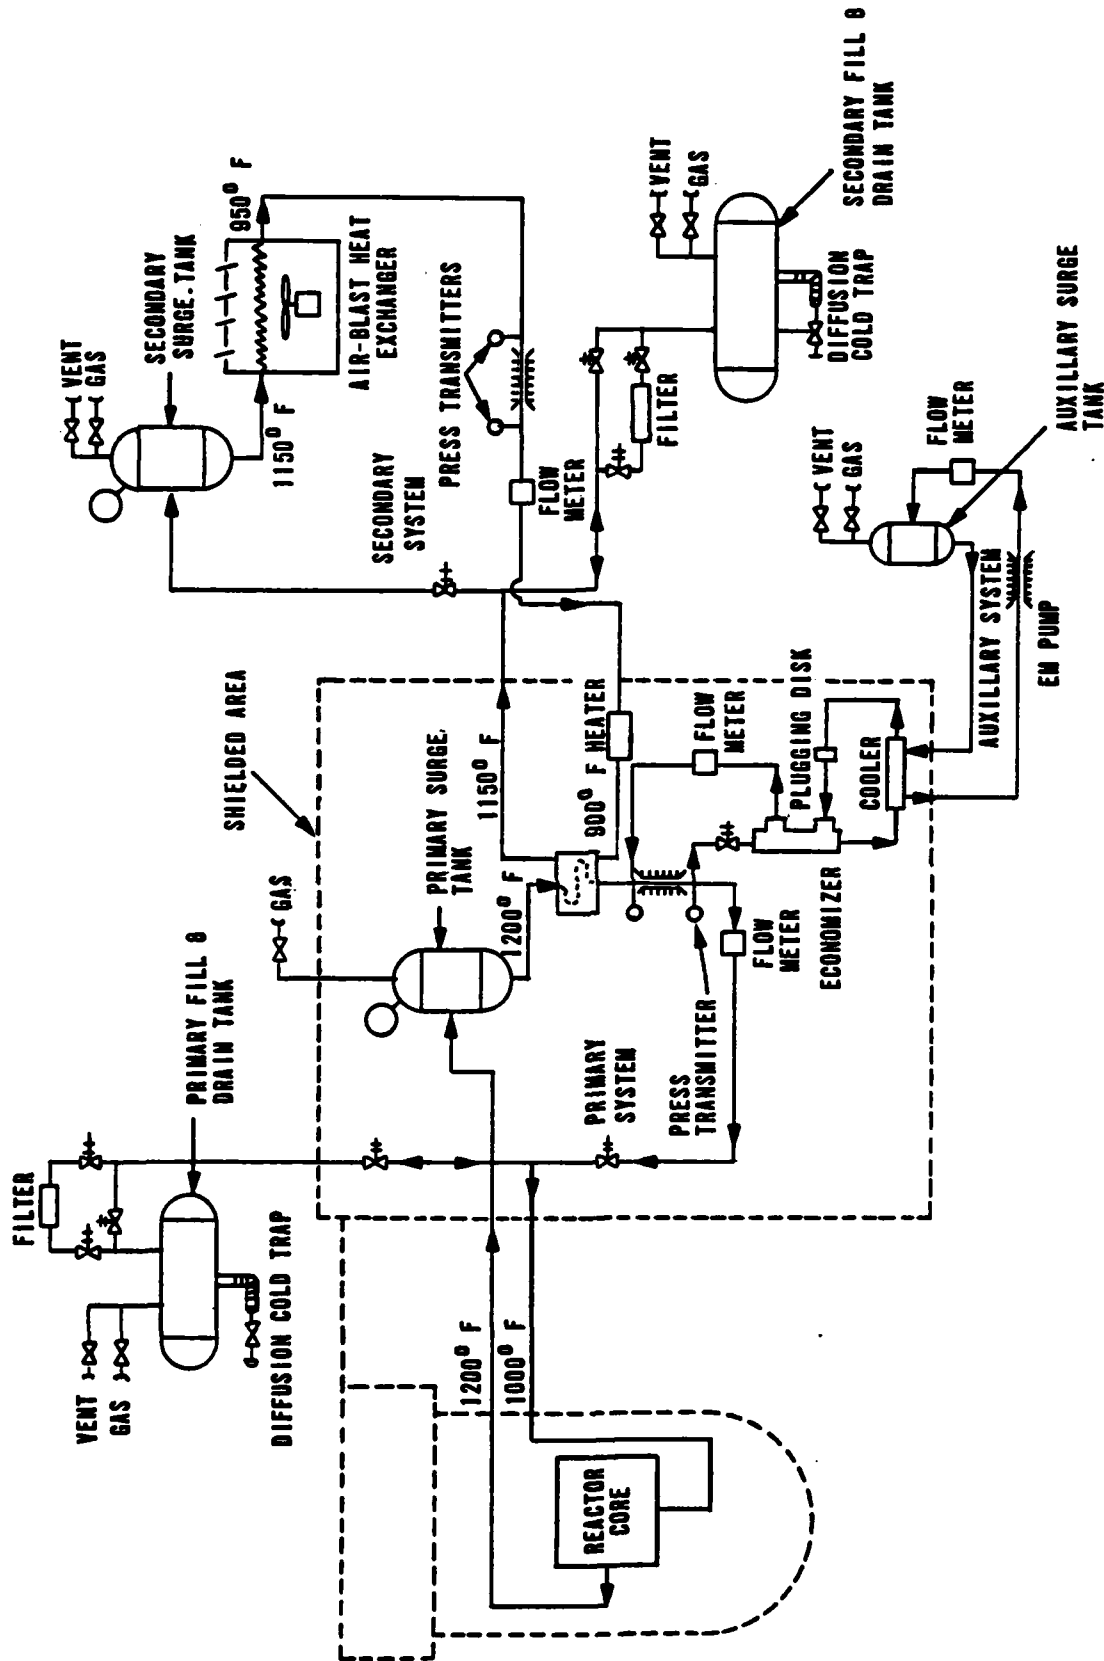 FILTER
VENT
GAS
DIFFUSION COLD TRAP
PRIMARY FILL &
DRAIN TANK
GAS
SHIELDED AREA
PRIMARY SURGE
TANK
1200° F
1150° F
900° F
HEATER
VENT
GAS
SECONDARY
SURGE TANK
1150° F
950° F
AIR-BLAST HEAT
EXCHANGER
SECONDARY
SYSTEM
PRESS TRANSMITTERS
FLOW
METER
FILTER
VENT
GAS
SECONDARY FILL &
DRAIN TANK
DIFFUSION
COLD TRAP
1200° F
1000° F
REACTOR
CORE
PRIMARY
SYSTEM
PRESS
TRANSMITTER
FLOW
METER
ECONOMIZER
FLOW
METER
PLUGGING DISK
COOLER
AUXILLARY SYSTEM
EM PUMP
VENT
GAS
FLOW
METER
AUXILLARY SURGE
TANK